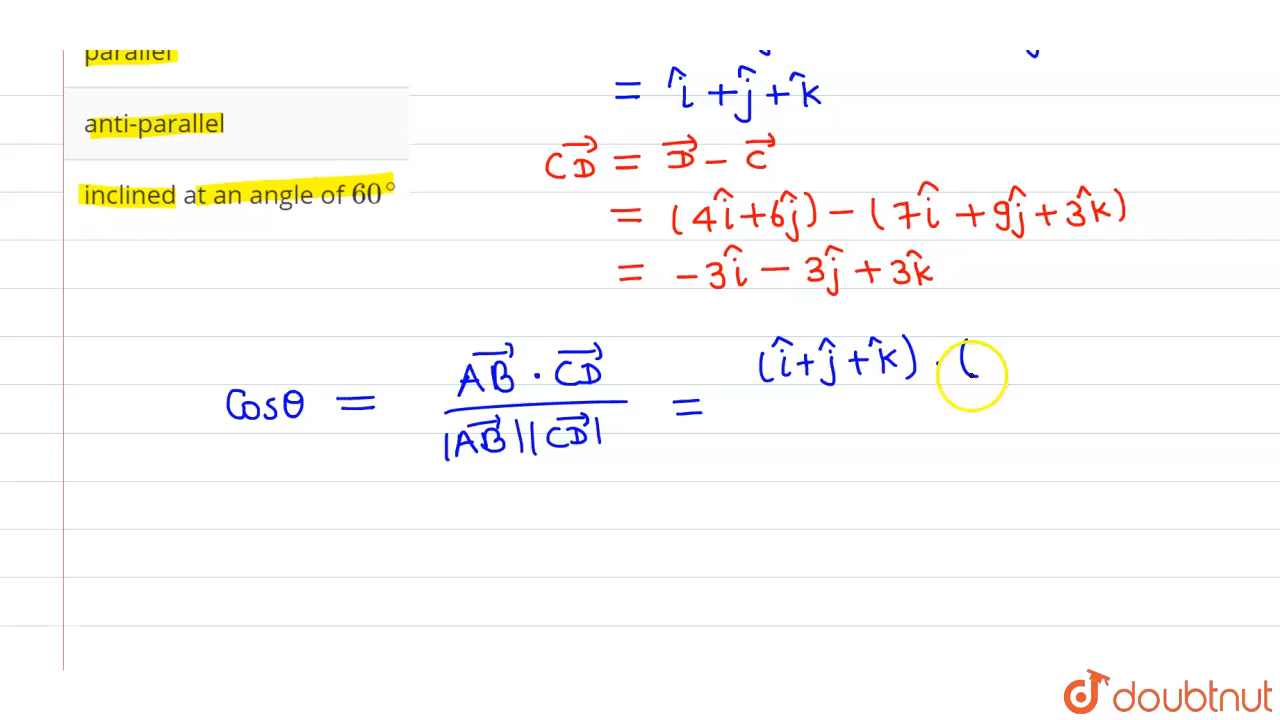 parallel
anti-parallel
inclined at an angle of 60°
= î + ĵ + k̂
CD⃗ = D⃗ - C⃗
= (4î + 6ĵ) - (7î + 9ĵ + 3k̂)
= -3î - 3ĵ + 3k̂
Cosθ = AB⃗ · CD⃗ / |AB⃗||CD⃗| = (î + ĵ + k̂) · (
doubtnut